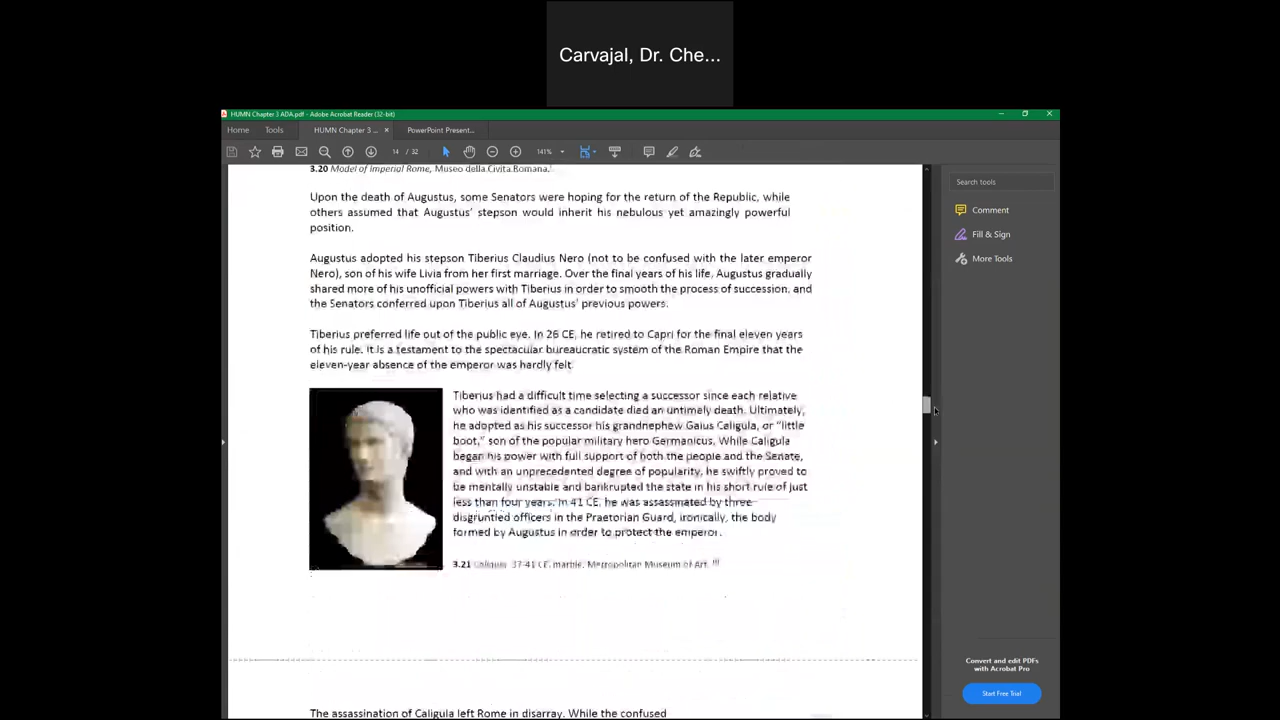 Carvajal, Dr. Che...
HUMN Chapter 3 ADA.pdf - Adobe Acrobat Reader (32-bit)
Home Tools HUMN Chapter 3 ... × PowerPoint Present...
14 / 32 141%
3.20 Model of Imperial Rome, Museo della Civita Romana.
Search tools
Comment
Fill & Sign
More Tools
Upon the death of Augustus, some Senators were hoping for the return of the Republic, while
others assumed that Augustus' stepson would inherit his nebulous yet amazingly powerful
position.
Augustus adopted his stepson Tiberius Claudius Nero (not to be confused with the later emperor
Nero), son of his wife Livia from her first marriage. Over the final years of his life, Augustus gradually
shared more of his unofficial powers with Tiberius in order to smooth the process of succession, and
the Senators conferred upon Tiberius all of Augustus' previous powers.
Tiberius preferred life out of the public eye. In 26 CE, he retired to Capri for the final eleven years
of his rule. It is a testament to the spectacular bureaucratic system of the Roman Empire that the
eleven-year absence of the emperor was hardly felt.
Tiberius had a difficult time selecting a successor since each relative
who was identified as a candidate died an untimely death. Ultimately,
he adopted as his successor his grandnephew Gaius Caligula, or "little
boot," son of the popular military hero Germanicus. While Caligula
began his power with full support of both the people and the Senate,
and with an unprecedented degree of popularity, he swiftly proved to
be mentally unstable and bankrupted the state in his short rule of just
less than four years. In 41 CE, he was assassinated by three
disgruntled officers in the Praetorian Guard, ironically, the body
formed by Augustus in order to protect the emperor.
3.21 Caligula, 37-41 CE, marble, Metropolitan Museum of Art.
The assassination of Caligula left Rome in disarray. While the confused
Convert and edit PDFs
with Acrobat Pro
Start Free Trial